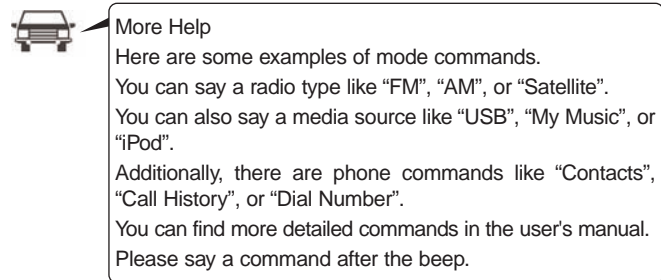 More Help
Here are some examples of mode commands.
You can say a radio type like “FM”, “AM”, or “Satellite”.
You can also say a media source like “USB”, “My Music”, or
“iPod”.
Additionally, there are phone commands like “Contacts”,
“Call History”, or “Dial Number”.
You can find more detailed commands in the user's manual.
Please say a command after the beep.